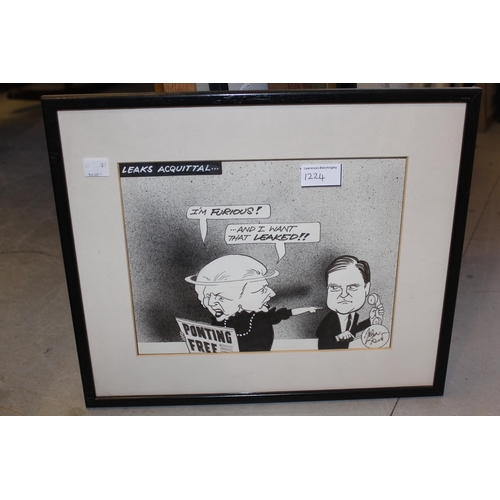 LEAKS ACQUITTAL...
1224
I'M FURIOUS!
...AND I WANT
THAT LEAKED!!
PONTING
FREE